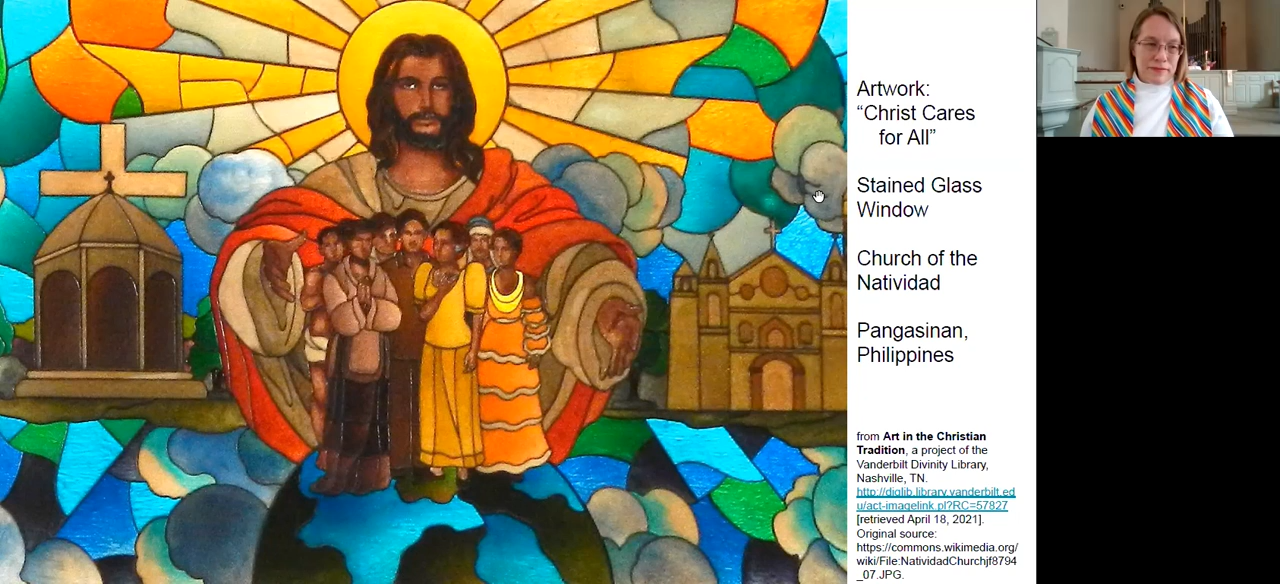 Artwork:
“Christ Cares
for All”
Stained Glass
Window
Church of the
Natividad
Pangasinan,
Philippines
from Art in the Christian
Tradition, a project of the
Vanderbilt Divinity Library,
Nashville, TN.
http://diglib.library.vanderbilt.ed
u/act-imagelink.pl?RC=57827
[retrieved April 18, 2021].
Original source:
https://commons.wikimedia.org/
wiki/File:NatividadChurchjf8794
_07.JPG.